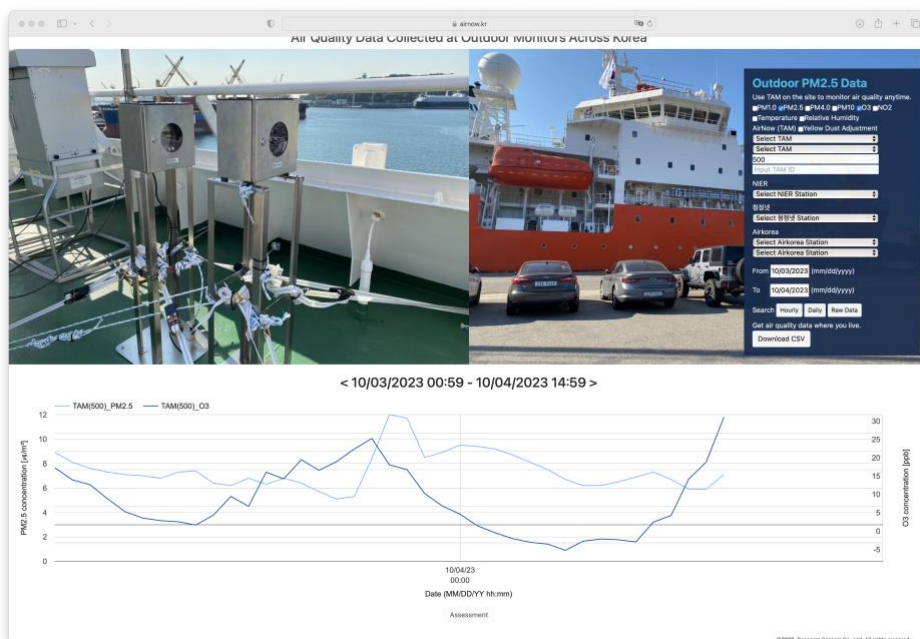 airnow.kr
Air Quality Data Collected at Outdoor Monitors Across Korea
Outdoor PM2.5 Data
Use TAM on the site to monitor air quality anytime.
PM1.0 PM2.5 PM4.0 PM10 O3 NO2
Temperature Relative Humidity
AirNow (TAM) Yellow Dust Adjustment
Select TAM
Select TAM
500
Input TAM ID
NIER
Select NIER Station
Select Station
Airkorea
Select Airkorea Station
Select Airkorea Station
From 10/03/2023 (mm/dd/yyyy)
To 10/04/2023 (mm/dd/yyyy)
Search Hourly Daily Raw Data
Get air quality data where you live.
Download CSV
< 10/03/2023 00:59 - 10/04/2023 14:59 >
TAM(500)_PM2.5 TAM(500)_O3
12
30
10
25
20
8
15
6
10
4
5
0
2
-5
0
PM2.5 concentration [㎍/m³]
O3 concentration [ppb]
10/04/23
00:00
Date (MM/DD/YY hh:mm)
Assessment